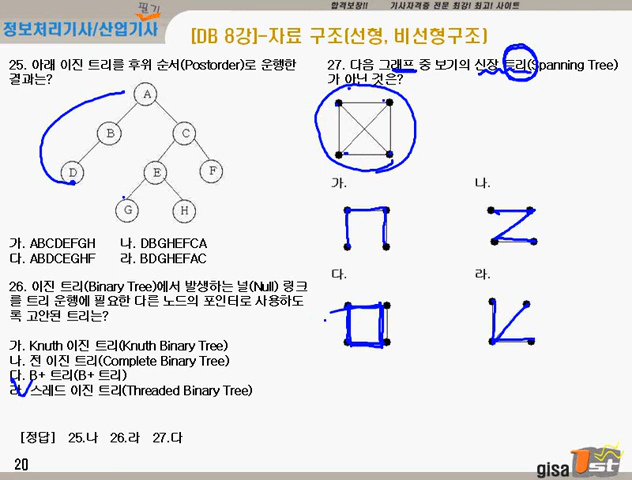 합격보장!! 기사자격증 전문 최강! 최고! 사이트
필기
정보처리기사/산업기사
[DB 8강]-자료 구조(선형, 비선형구조)
25. 아래 이진 트리를 후위 순서(Postorder)로 운행한
결과는?
A
B
C
D
E
F
G
H
가. ABCDEFGH 나. DBGHEFCA
다. ABDCEGHF 라. BDGHEFAC
26. 이진 트리(Binary Tree)에서 발생하는 널(Null) 링크
를 트리 운행에 필요한 다른 노드의 포인터로 사용하도
록 고안된 트리는?
가. Knuth 이진 트리(Knuth Binary Tree)
나. 전 이진 트리(Complete Binary Tree)
다. B+ 트리(B+ 트리)
라. 스레드 이진 트리(Threaded Binary Tree)
[정답] 25.나 26.라 27.다
27. 다음 그래프 중 보기의 신장 트리(Spanning Tree)
가 아닌 것은?
가.
나.
다.
라.
20
gisa 1st